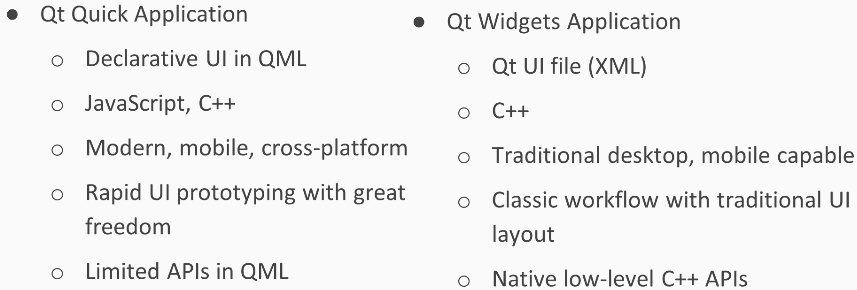 ● Qt Quick Application
○ Declarative UI in QML
○ JavaScript, C++
○ Modern, mobile, cross-platform
○ Rapid UI prototyping with great
freedom
○ Limited APIs in QML
● Qt Widgets Application
○ Qt UI file (XML)
○ C++
○ Traditional desktop, mobile capable
○ Classic workflow with traditional UI
layout
○ Native low-level C++ APIs